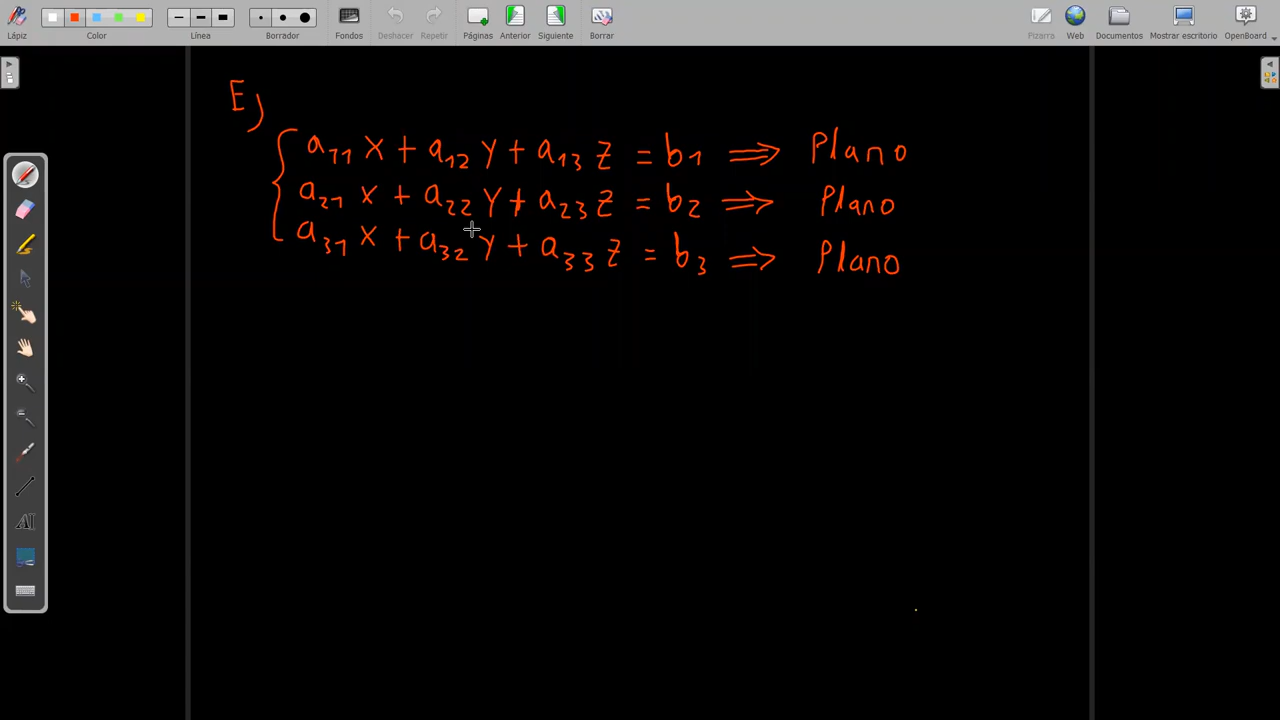 Lápiz Color Línea Borrador Fondos Deshacer Repetir Páginas Anterior Siguiente Borrar Pizarra Web Documentos Mostrar escritorio OpenBoard
E)
a11 X + a12 Y + a13 Z = b1 ⇒ Plano
a21 X + a22 Y + a23 Z = b2 ⇒ Plano
a31 X + a32 Y + a33 Z = b3 ⇒ Plano
AI